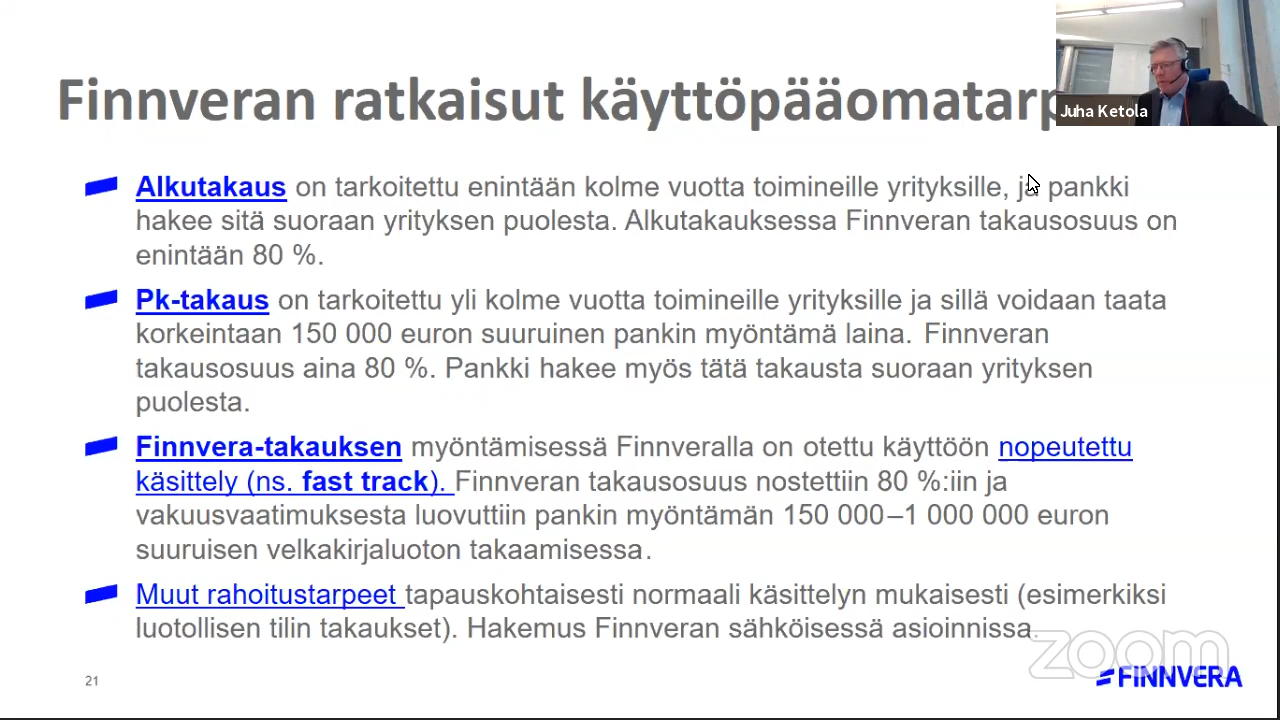 Finnveran ratkaisut käyttöpääomatarp
Juha Ketola
Alkutakaus on tarkoitettu enintään kolme vuotta toimineille yrityksille, ja pankki
hakee sitä suoraan yrityksen puolesta. Alkutakauksessa Finnveran takausosuus on
enintään 80 %.
Pk-takaus on tarkoitettu yli kolme vuotta toimineille yrityksille ja sillä voidaan taata
korkeintaan 150 000 euron suuruinen pankin myöntämä laina. Finnveran
takausosuus aina 80 %. Pankki hakee myös tätä takausta suoraan yrityksen
puolesta.
Finnvera-takauksen myöntämisessä Finnveralla on otettu käyttöön nopeutettu
käsittely (ns. fast track). Finnveran takausosuus nostettiin 80 %:iin ja
vakuusvaatimuksesta luovuttiin pankin myöntämän 150 000–1 000 000 euron
suuruisen velkakirjaluoton takaamisessa.
Muut rahoitustarpeet tapauskohtaisesti normaali käsittelyn mukaisesti (esimerkiksi
luotollisen tilin takaukset). Hakemus Finnveran sähköisessä asioinnissa.
zoom
21
FINNVERA